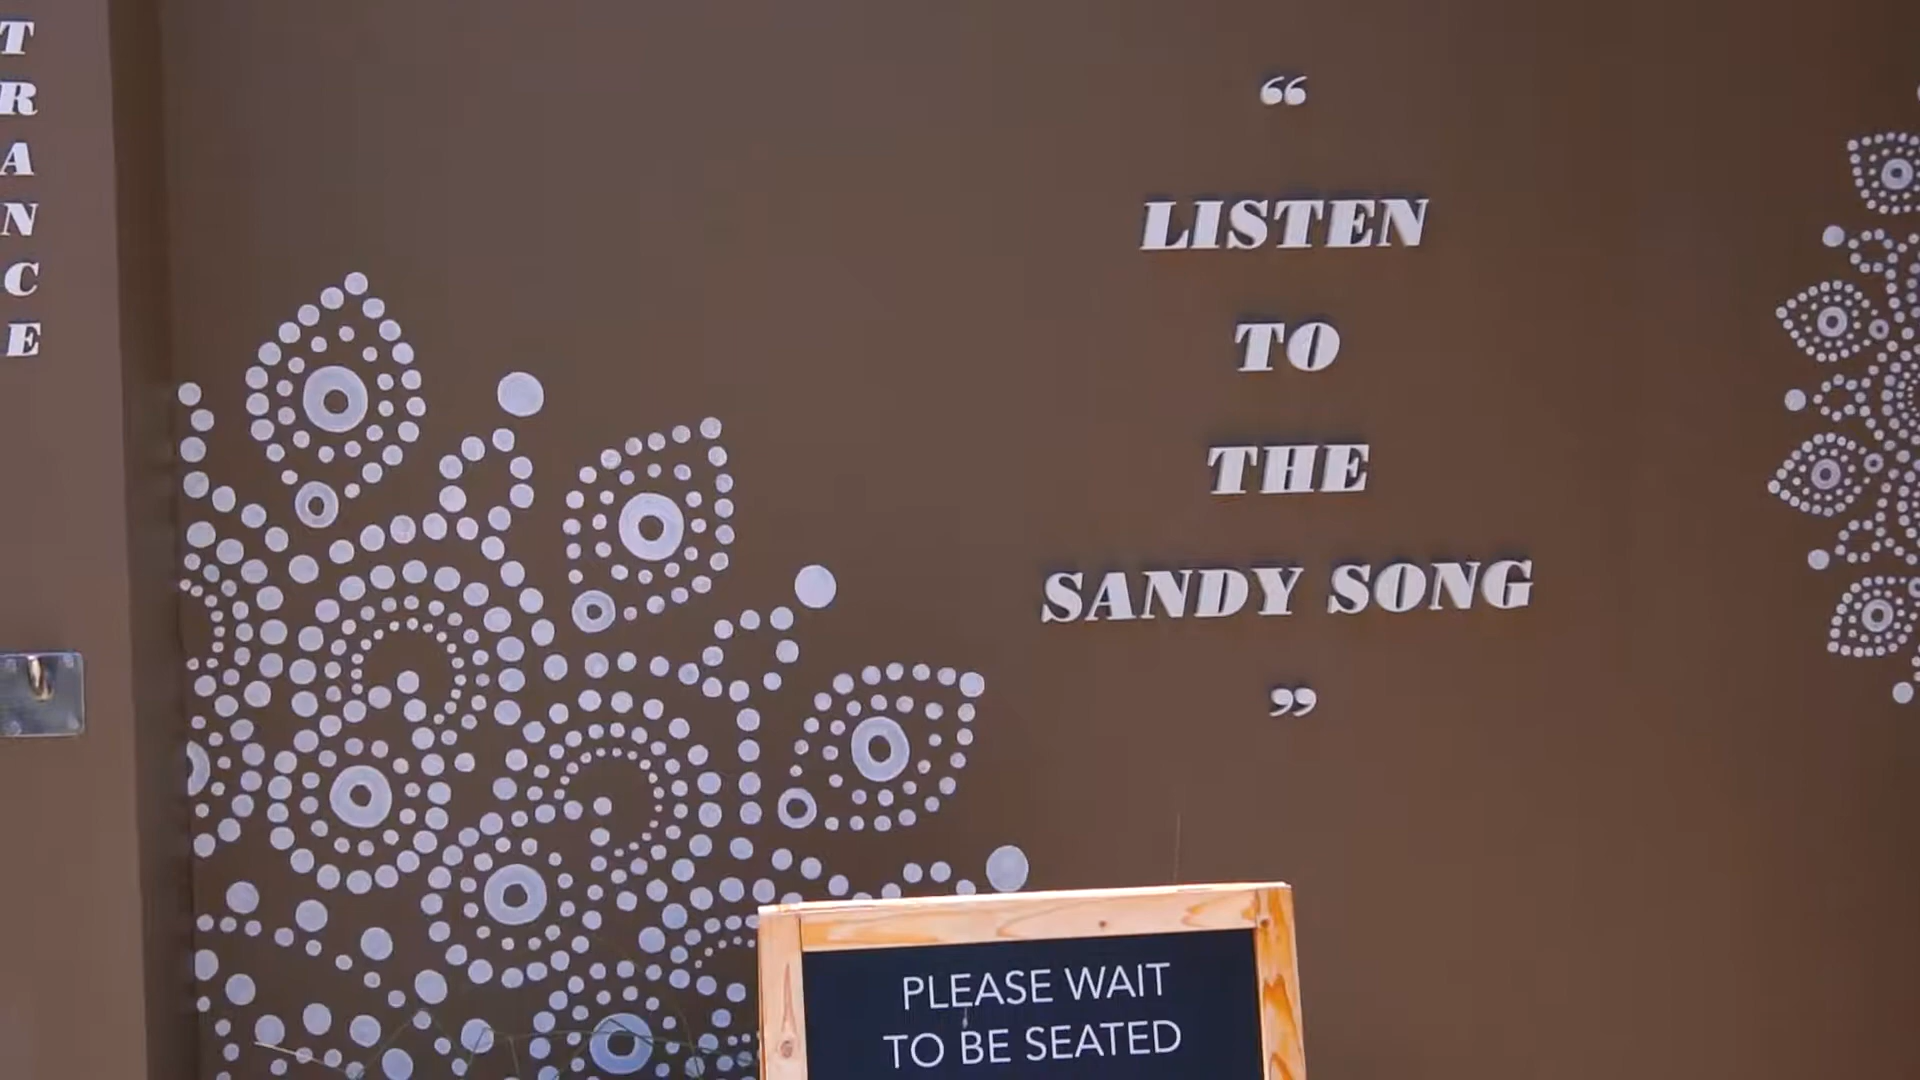 T
R
A
N
C
E
“
LISTEN
TO
THE
SANDY SONG
”
PLEASE WAIT
TO BE SEATED